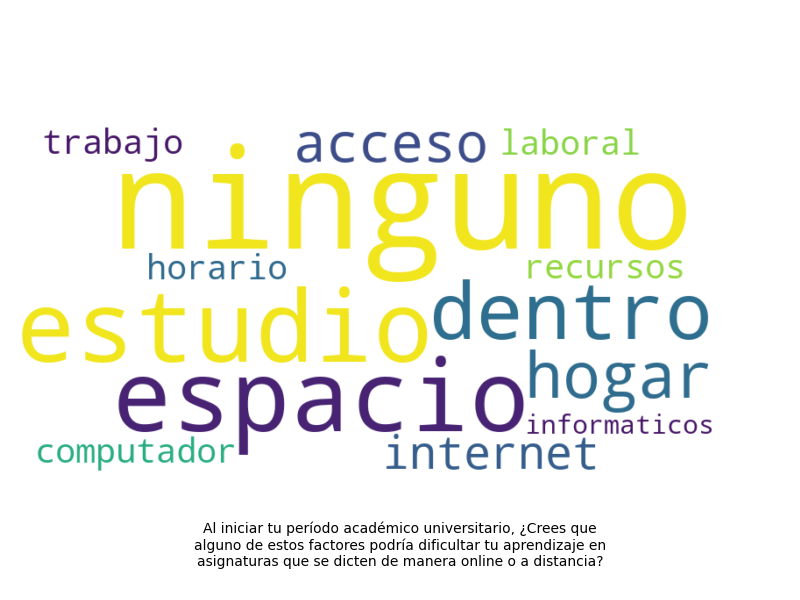 trabajo
acceso
laboral
ninguno
horario
recursos
estudio
dentro
espacio
hogar
informaticos
computador
internet
Al iniciar tu período académico universitario, ¿Crees que
alguno de estos factores podría dificultar tu aprendizaje en
asignaturas que se dicten de manera online o a distancia?